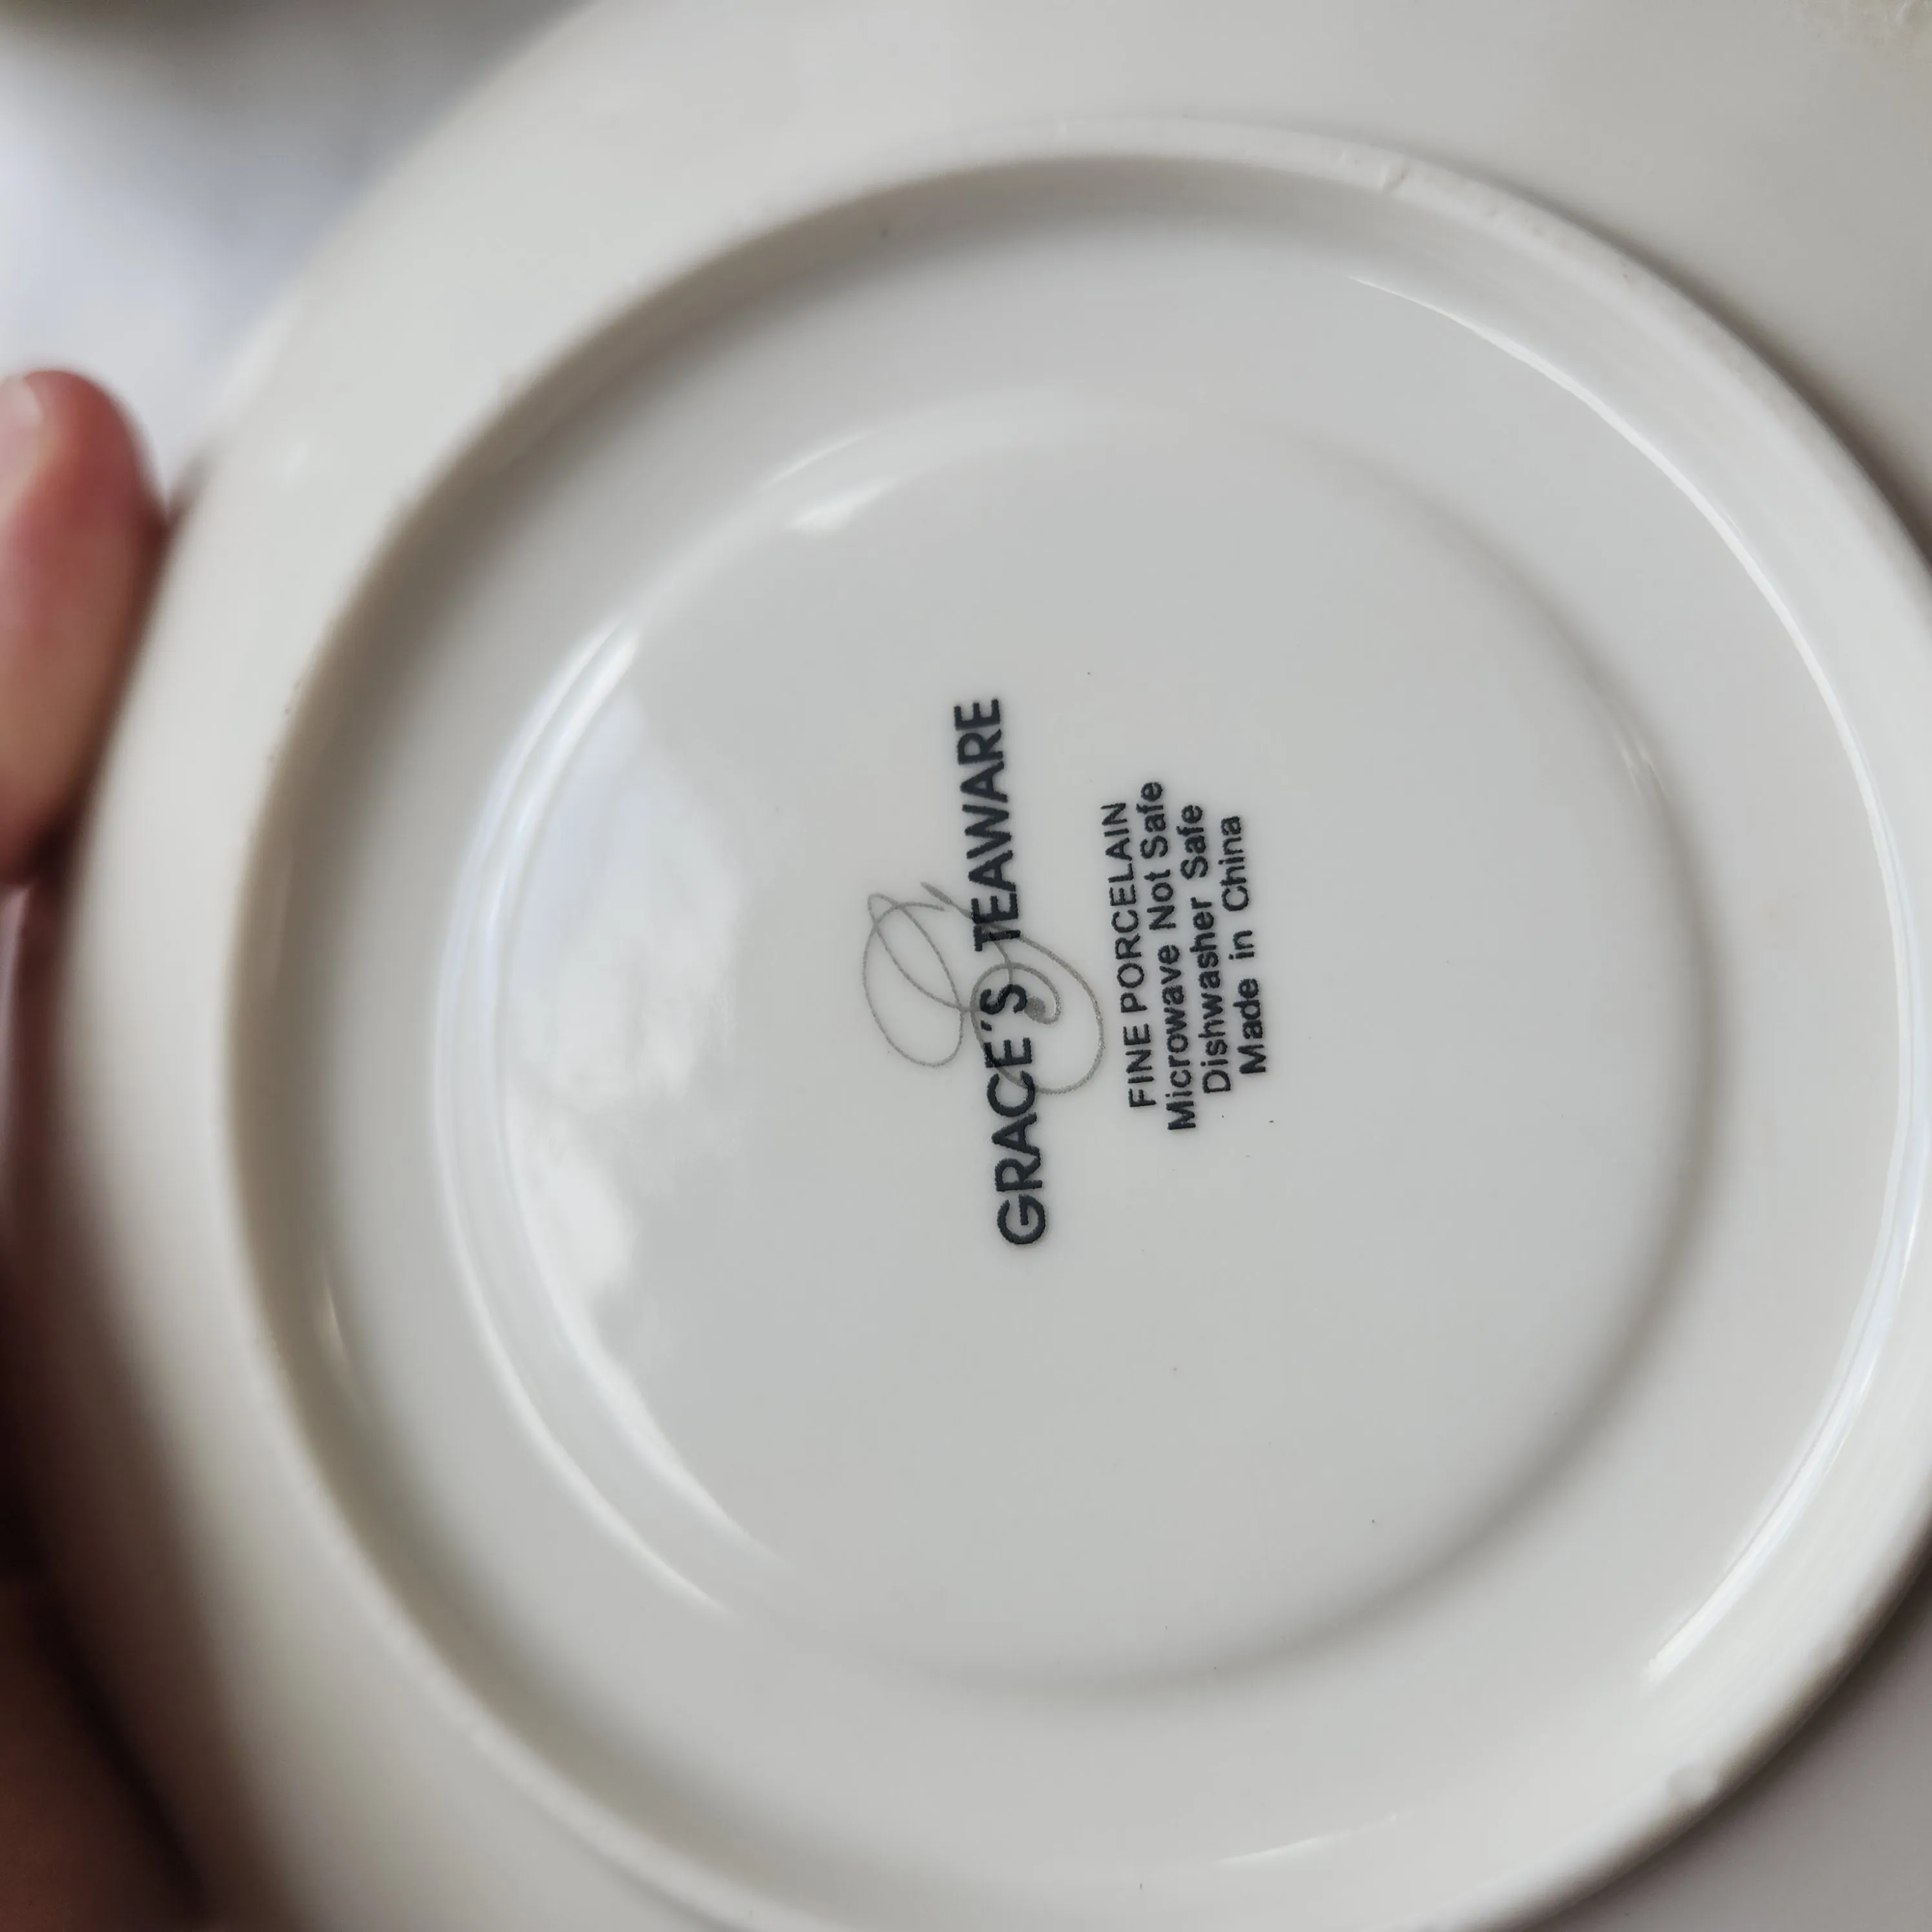 GRACE'S TEAWARE
FINE PORCELAIN
Microwave Not Safe
Dishwasher Safe
Made in China